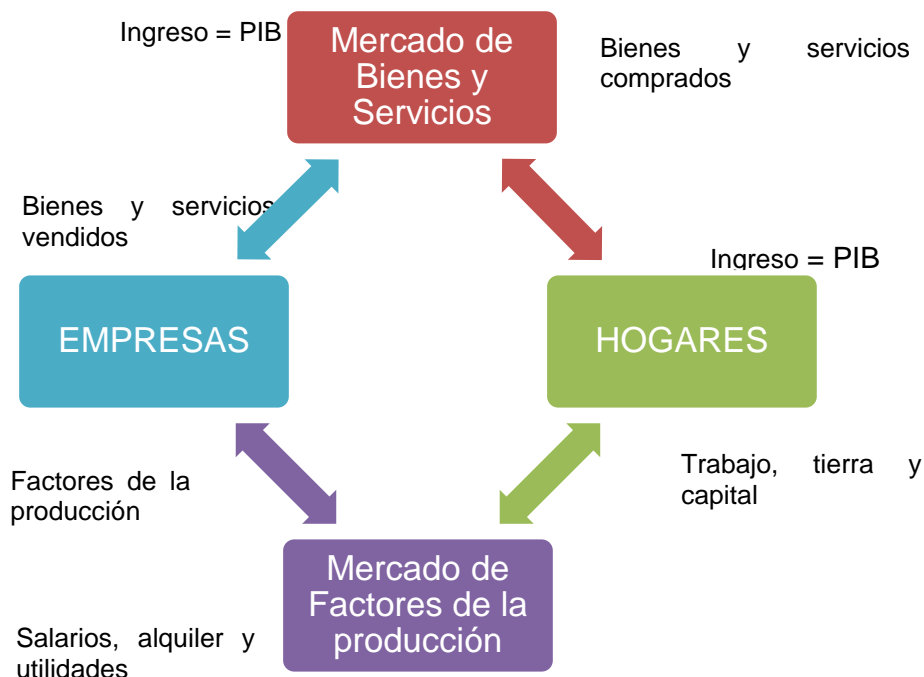 Ingreso = PIB
Mercado de
Bienes y
Servicios
Bienes y servicios
comprados
Bienes y servicios
vendidos
Ingreso = PIB
EMPRESAS
HOGARES
Factores de la
producción
Trabajo, tierra y
capital
Mercado de
Factores de la
producción
Salarios, alquiler y
utilidades